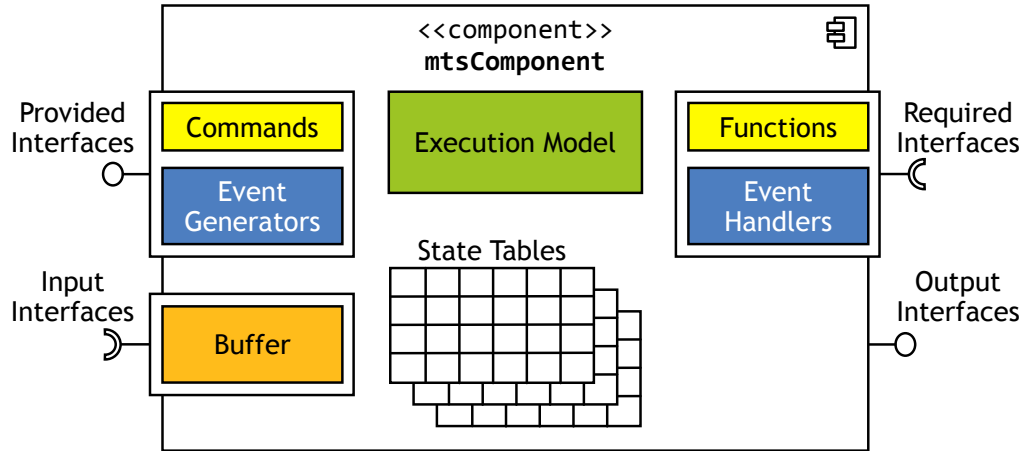 <<component>>
mtsComponent
Provided
Interfaces
Commands
Event
Generators
Execution Model
Functions
Event
Handlers
Required
Interfaces
Input
Interfaces
Buffer
State Tables
Output
Interfaces